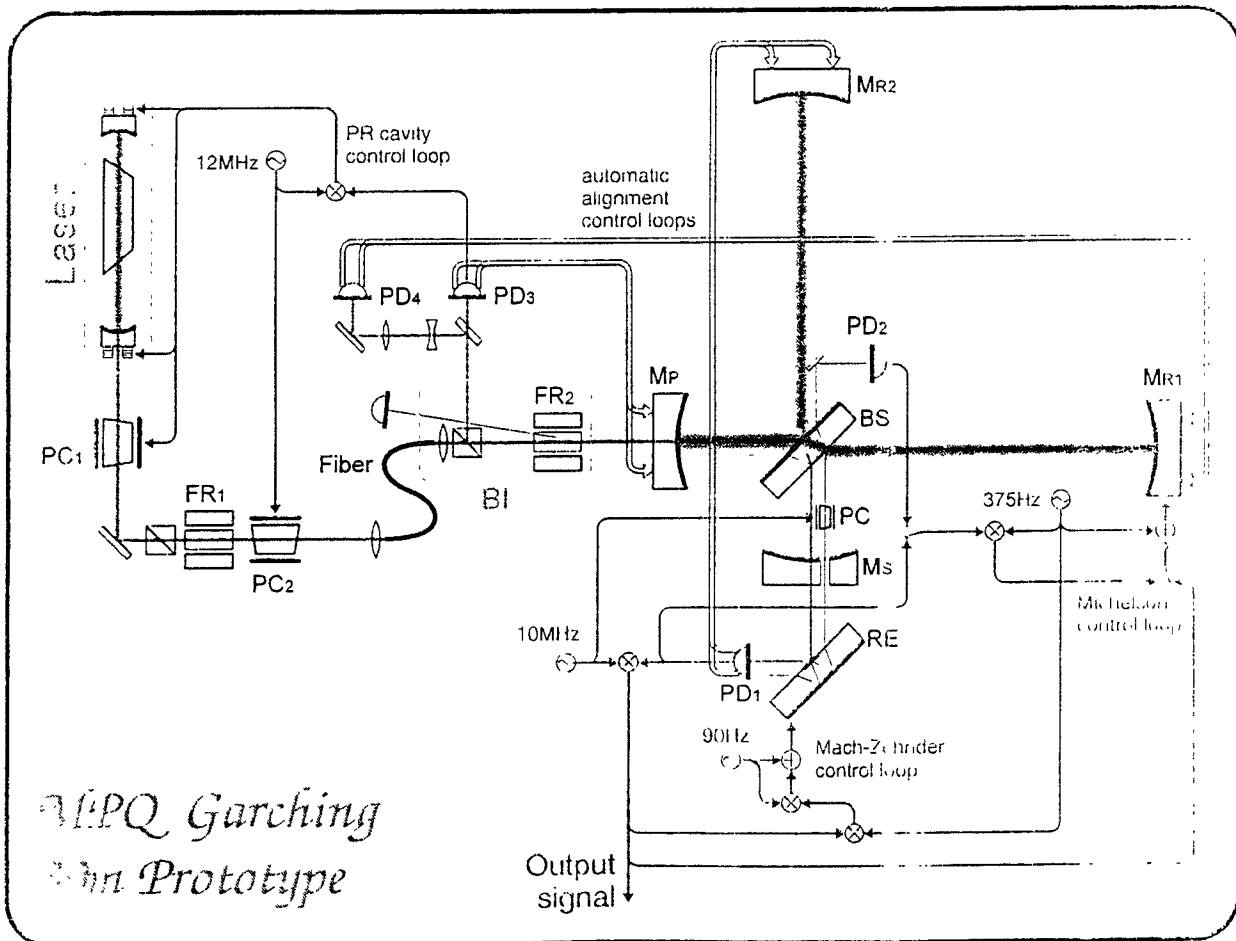 MR2
PR cavity
control loop
12MHz
automatic
alignment
control loops
Laser
PD4
PD3
PD2
MP
MR1
FR2
BS
PC1
Fiber
BI
375Hz
FR1
PC
PC2
MS
Michelson
control loop
10MHz
RE
PD1
90Hz
Mach-Zehnder
control loop
MPQ Garching
Prototype
Output
signal